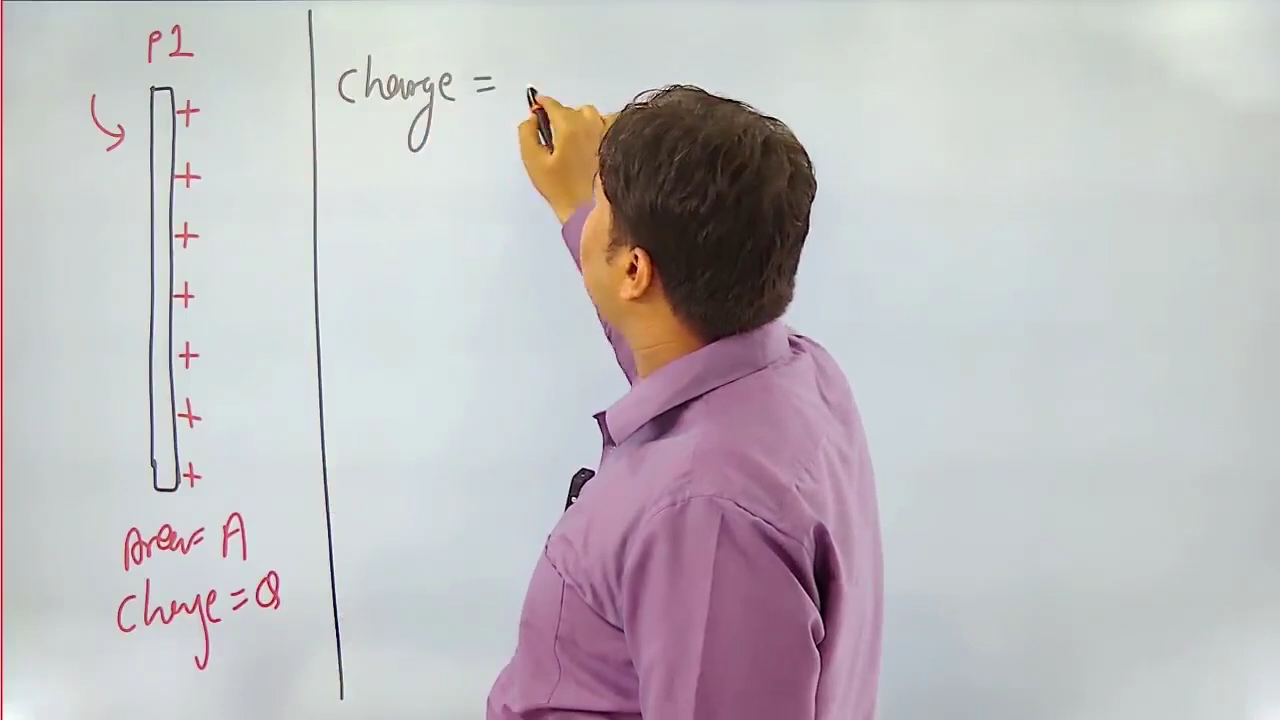 P1
+
+
+
+
+
+
+
Area = A
Charge = Q
Charge =